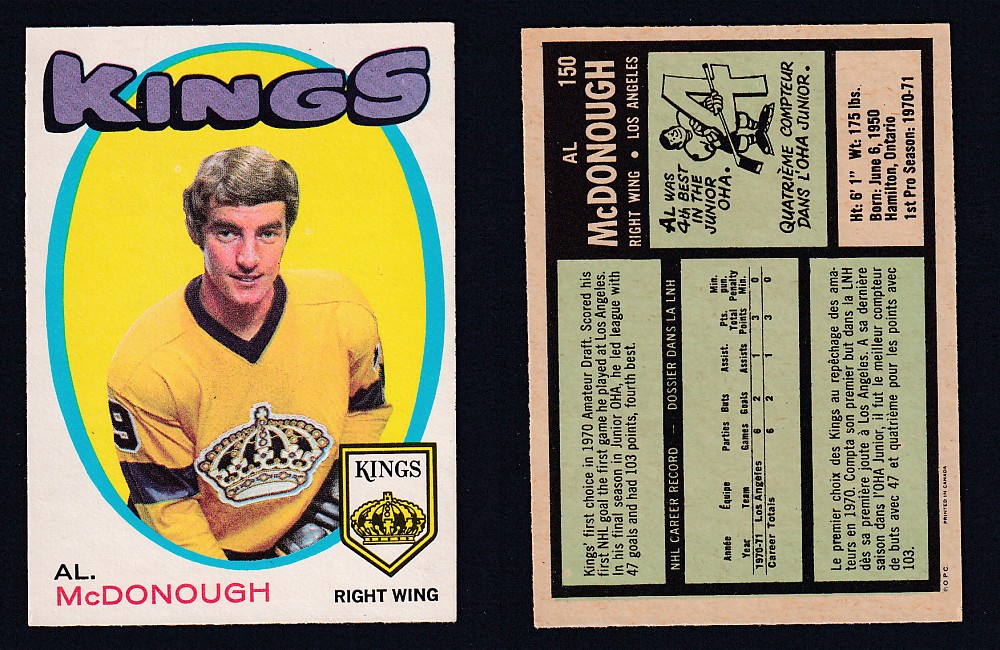 KINGS
9
KINGS
AL.
McDONOUGH
RIGHT WING
AL
150
McDONOUGH
RIGHT WING • LOS ANGELES
AL WAS
4th BEST
IN THE
JUNIOR
OHA.
4
QUATRIÈME COMPTEUR
DANS L'OHA JUNIOR.
Ht: 6' 1" Wt: 175 lbs.
Born: June 6, 1950
Hamilton, Ontario
1st Pro Season: 1970-71
Kings' first choice in 1970 Amateur Draft. Scored his
first NHL goal the first game he played at Los Angeles.
In his final season in Junior OHA, he led league with
47 goals and had 103 points, fourth best.
NHL CAREER RECORD — DOSSIER DANS LA LNH
Année Équipe Parties Buts Assist. Pts. Min. pun.
Year Team Games Goals Assists Total Points Penalty Min.
1970-71 Los Angeles 6 2 1 3 0
Career Totals 6 2 1 3 0
Le premier choix des Kings au repêchage des ama-
teurs en 1970. Compta son premier but dans la LNH
dès sa première joute à Los Angeles. A sa dernière
saison dans l'OHA Junior, il fut le meilleur compteur
de buts avec 47 et quatrième pour les points avec
103.
©O.P.C.
PRINTED IN CANADA